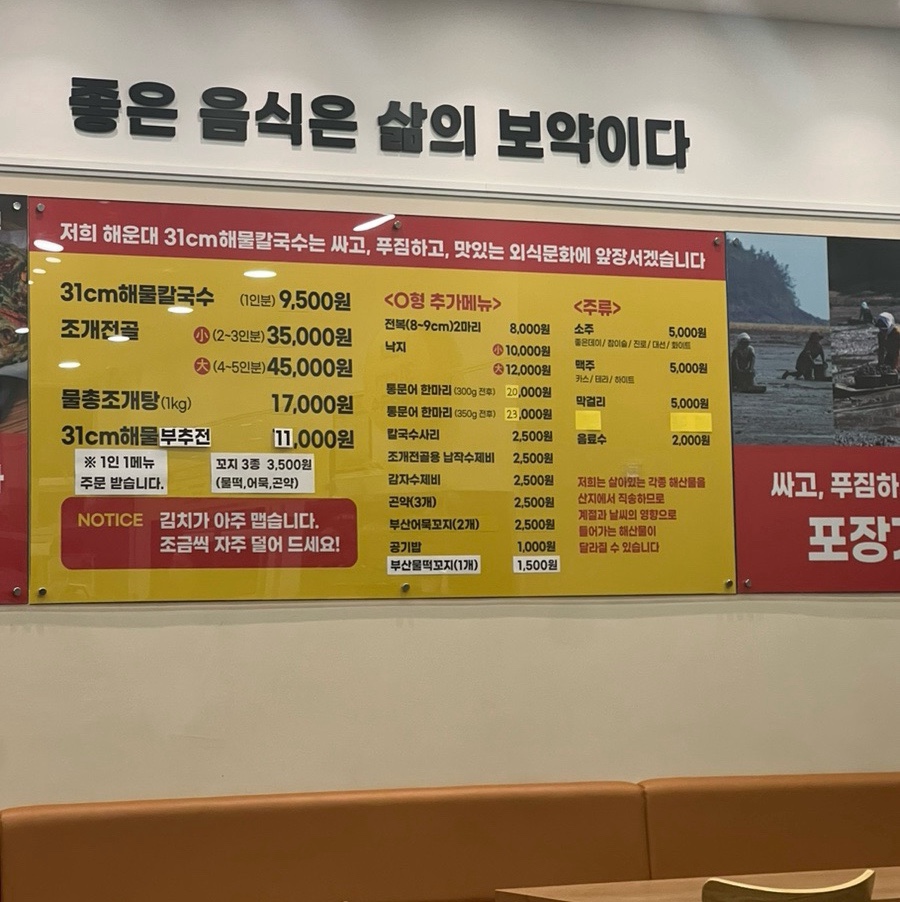 좋은 음식은 삶의 보약이다
저희 해운대 31cm해물칼국수는 싸고, 푸짐하고, 맛있는 외식문화에 앞장서겠습니다
31cm해물칼국수 (1인분) 9,500원
조개전골 小 (2~3인분) 35,000원
大 (4~5인분) 45,000원
물총조개탕(1kg) 17,000원
31cm해물부추전 11,000원
※ 1인 1메뉴
주문 받습니다.
꼬지 3종 3,500원
(물떡,어묵,곤약)
NOTICE 김치가 아주 맵습니다.
조금씩 자주 덜어 드세요!
<O형 추가메뉴>
전복(8~9cm)2마리 8,000원
낙지 小 10,000원
大 12,000원
통문어 한마리 (300g 전후) 20,000원
통문어 한마리 (350g 전후) 23,000원
칼국수사리 2,500원
조개전골용 납작수제비 2,500원
감자수제비 2,500원
곤약(3개) 2,500원
부산어묵꼬지(2개) 2,500원
공기밥 1,000원
부산물떡꼬지(1개) 1,500원
<주류>
소주 5,000원
좋은데이 / 참이슬 / 진로 / 대선 / 화이트
맥주 5,000원
카스 / 테라 / 하이트
막걸리 5,000원
음료수 2,000원
저희는 살아있는 각종 해산물을
산지에서 직송하므로
계절과 날씨의 영향으로
들어가는 해산물이
달라질 수 있습니다
싸고, 푸짐하
포장